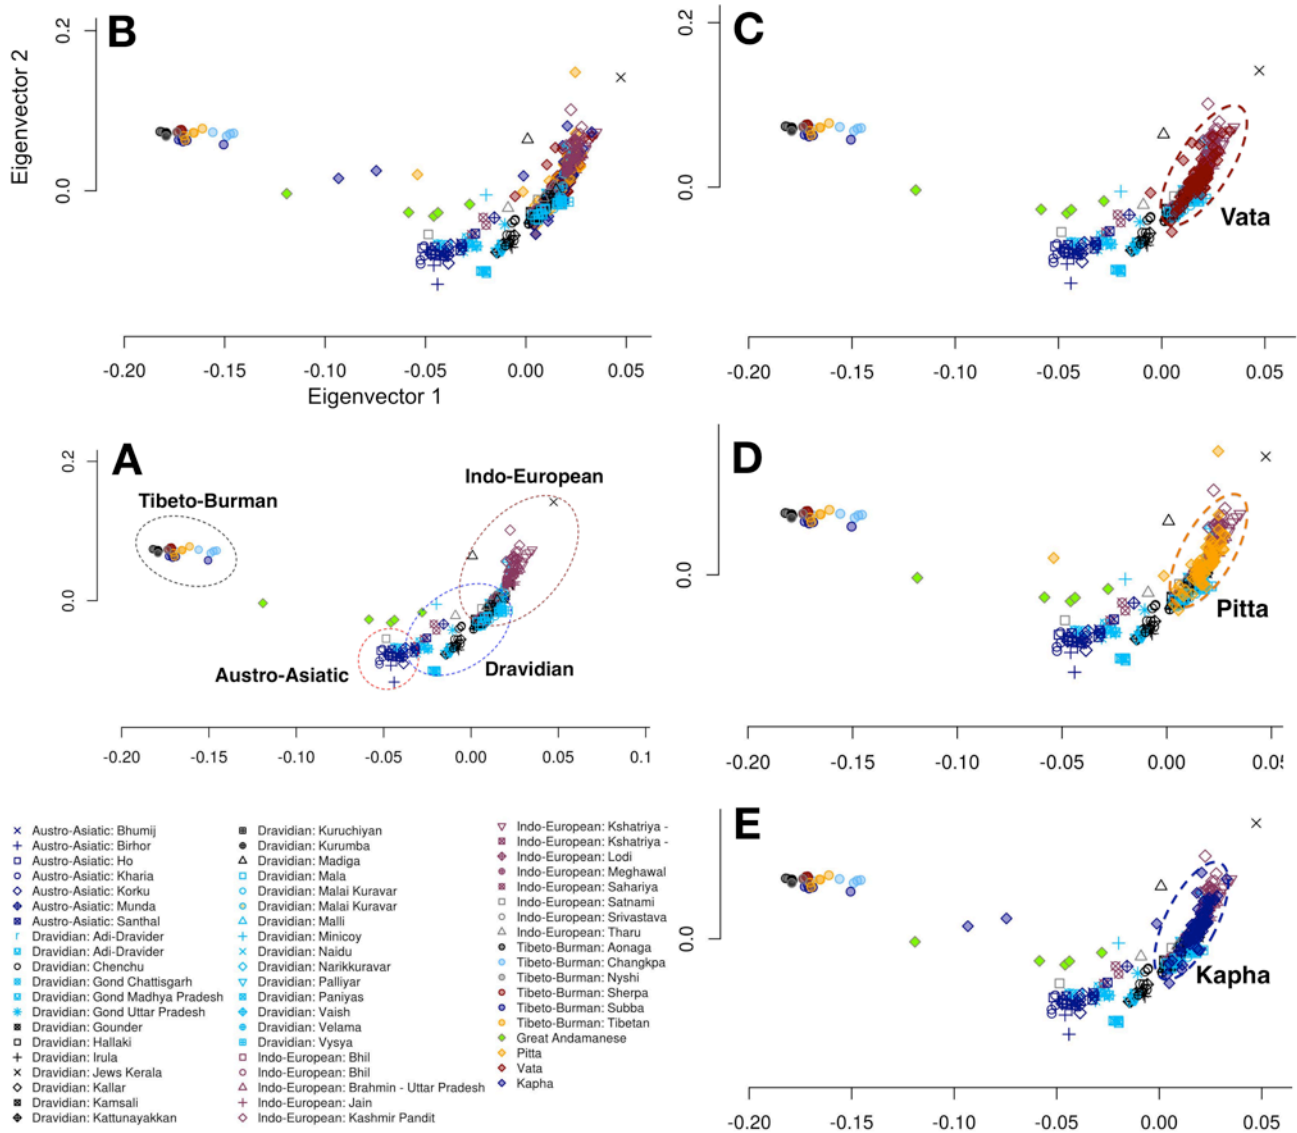 B
Eigenvector 2
0.2
0.0
-0.20 -0.15 -0.10 -0.05 0.00 0.05
Eigenvector 1
C
0.2
0.0
Vata
-0.20 -0.15 -0.10 -0.05 0.00 0.05
A
0.2
0.0
Indo-European
Tibeto-Burman
Austro-Asiatic
Dravidian
-0.20 -0.15 -0.10 -0.05 0.00 0.05 0.1
D
0.0
Pitta
-0.20 -0.15 -0.10 -0.05 0.00
E
0.0
Kapha
-0.20 -0.15 -0.10 -0.05 0.00 0.05
Austro-Asiatic: Bhumij
Austro-Asiatic: Birhor
Austro-Asiatic: Ho
Austro-Asiatic: Kharia
Austro-Asiatic: Korku
Austro-Asiatic: Munda
Austro-Asiatic: Santhal
Dravidian: Adi-Dravider
Dravidian: Adi-Dravider
Dravidian: Chenchu
Dravidian: Gond Chattisgarh
Dravidian: Gond Madhya Pradesh
Dravidian: Gond Uttar Pradesh
Dravidian: Gounder
Dravidian: Hallaki
Dravidian: Irula
Dravidian: Jews Kerala
Dravidian: Kallar
Dravidian: Kamsali
Dravidian: Kattunayakkan
Dravidian: Kuruchiyan
Dravidian: Kurumba
Dravidian: Madiga
Dravidian: Mala
Dravidian: Malai Kuravar
Dravidian: Malai Kuravar
Dravidian: Malli
Dravidian: Minicoy
Dravidian: Naidu
Dravidian: Narikkuravar
Dravidian: Palliyar
Dravidian: Paniyas
Dravidian: Vaish
Dravidian: Velama
Dravidian: Vysya
Indo-European: Bhil
Indo-European: Bhil
Indo-European: Brahmin - Uttar Pradesh
Indo-European: Jain
Indo-European: Kashmir Pandit
Indo-European: Kshatriya -
Indo-European: Kshatriya -
Indo-European: Lodi
Indo-European: Meghawal
Indo-European: Sahariya
Indo-European: Satnami
Indo-European: Srivastava
Indo-European: Tharu
Tibeto-Burman: Aonaga
Tibeto-Burman: Changkpa
Tibeto-Burman: Nyshi
Tibeto-Burman: Sherpa
Tibeto-Burman: Subba
Tibeto-Burman: Tibetan
Great Andamanese
Pitta
Vata
Kapha